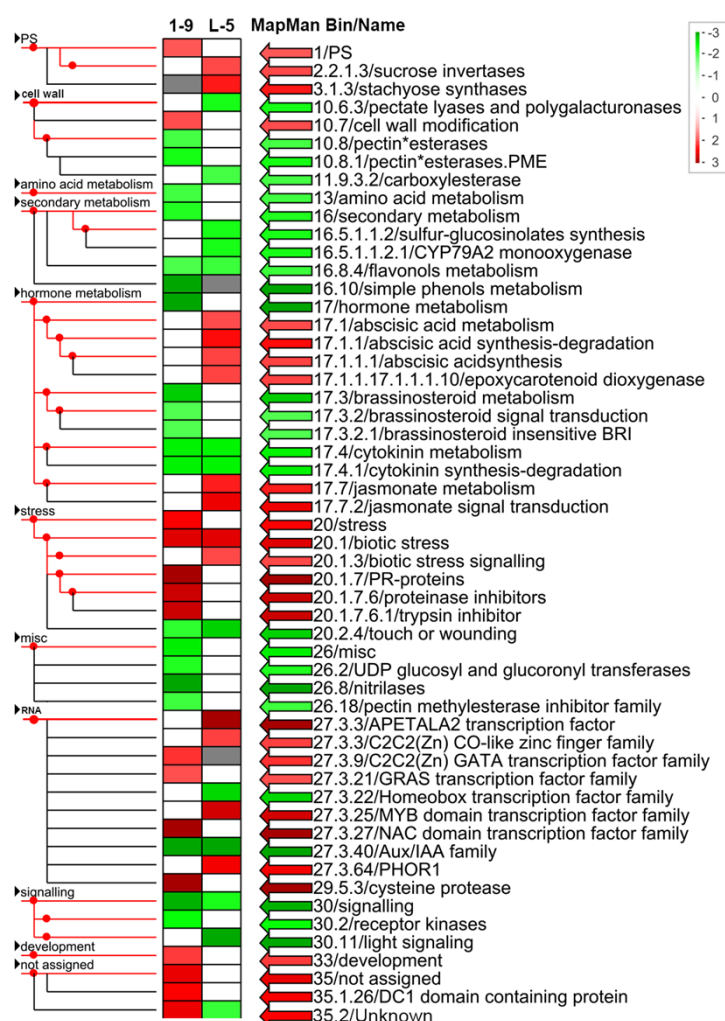 1-9 L-5 MapMan Bin/Name
PS
1/PS
2.2.1.3/sucrose invertases
3.1.3/stachyose synthases
cell wall
10.6.3/pectate lyases and polygalacturonases
10.7/cell wall modification
10.8/pectin*esterases
10.8.1/pectin*esterases.PME
11.9.3.2/carboxylesterase
amino acid metabolism
13/amino acid metabolism
secondary metabolism
16/secondary metabolism
16.5.1.1.2/sulfur-glucosinolates synthesis
16.5.1.1.2.1/CYP79A2 monooxygenase
16.8.4/flavonols metabolism
16.10/simple phenols metabolism
hormone metabolism
17/hormone metabolism
17.1/abscisic acid metabolism
17.1.1/abscisic acid synthesis-degradation
17.1.1.1/abscisic acidsynthesis
17.1.1.17.1.1.1.10/epoxycarotenoid dioxygenase
17.3/brassinosteroid metabolism
17.3.2/brassinosteroid signal transduction
17.3.2.1/brassinosteroid insensitive BRI
17.4/cytokinin metabolism
17.4.1/cytokinin synthesis-degradation
17.7/jasmonate metabolism
17.7.2/jasmonate signal transduction
stress
20/stress
20.1/biotic stress
20.1.3/biotic stress signalling
20.1.7/PR-proteins
20.1.7.6/proteinase inhibitors
20.1.7.6.1/trypsin inhibitor
20.2.4/touch or wounding
misc
26/misc
26.2/UDP glucosyl and glucoronyl transferases
26.8/nitrilases
26.18/pectin methylesterase inhibitor family
RNA
27.3.3/APETALA2 transcription factor
27.3.3/C2C2(Zn) CO-like zinc finger family
27.3.9/C2C2(Zn) GATA transcription factor family
27.3.21/GRAS transcription factor family
27.3.22/Homeobox transcription factor family
27.3.25/MYB domain transcription factor family
27.3.27/NAC domain transcription factor family
27.3.40/Aux/IAA family
27.3.64/PHOR1
29.5.3/cysteine protease
signalling
30/signalling
30.2/receptor kinases
30.11/light signaling
development
33/development
not assigned
35/not assigned
35.1.26/DC1 domain containing protein
35.2/Unknown
-3
-2
-1
-0
1
2
3